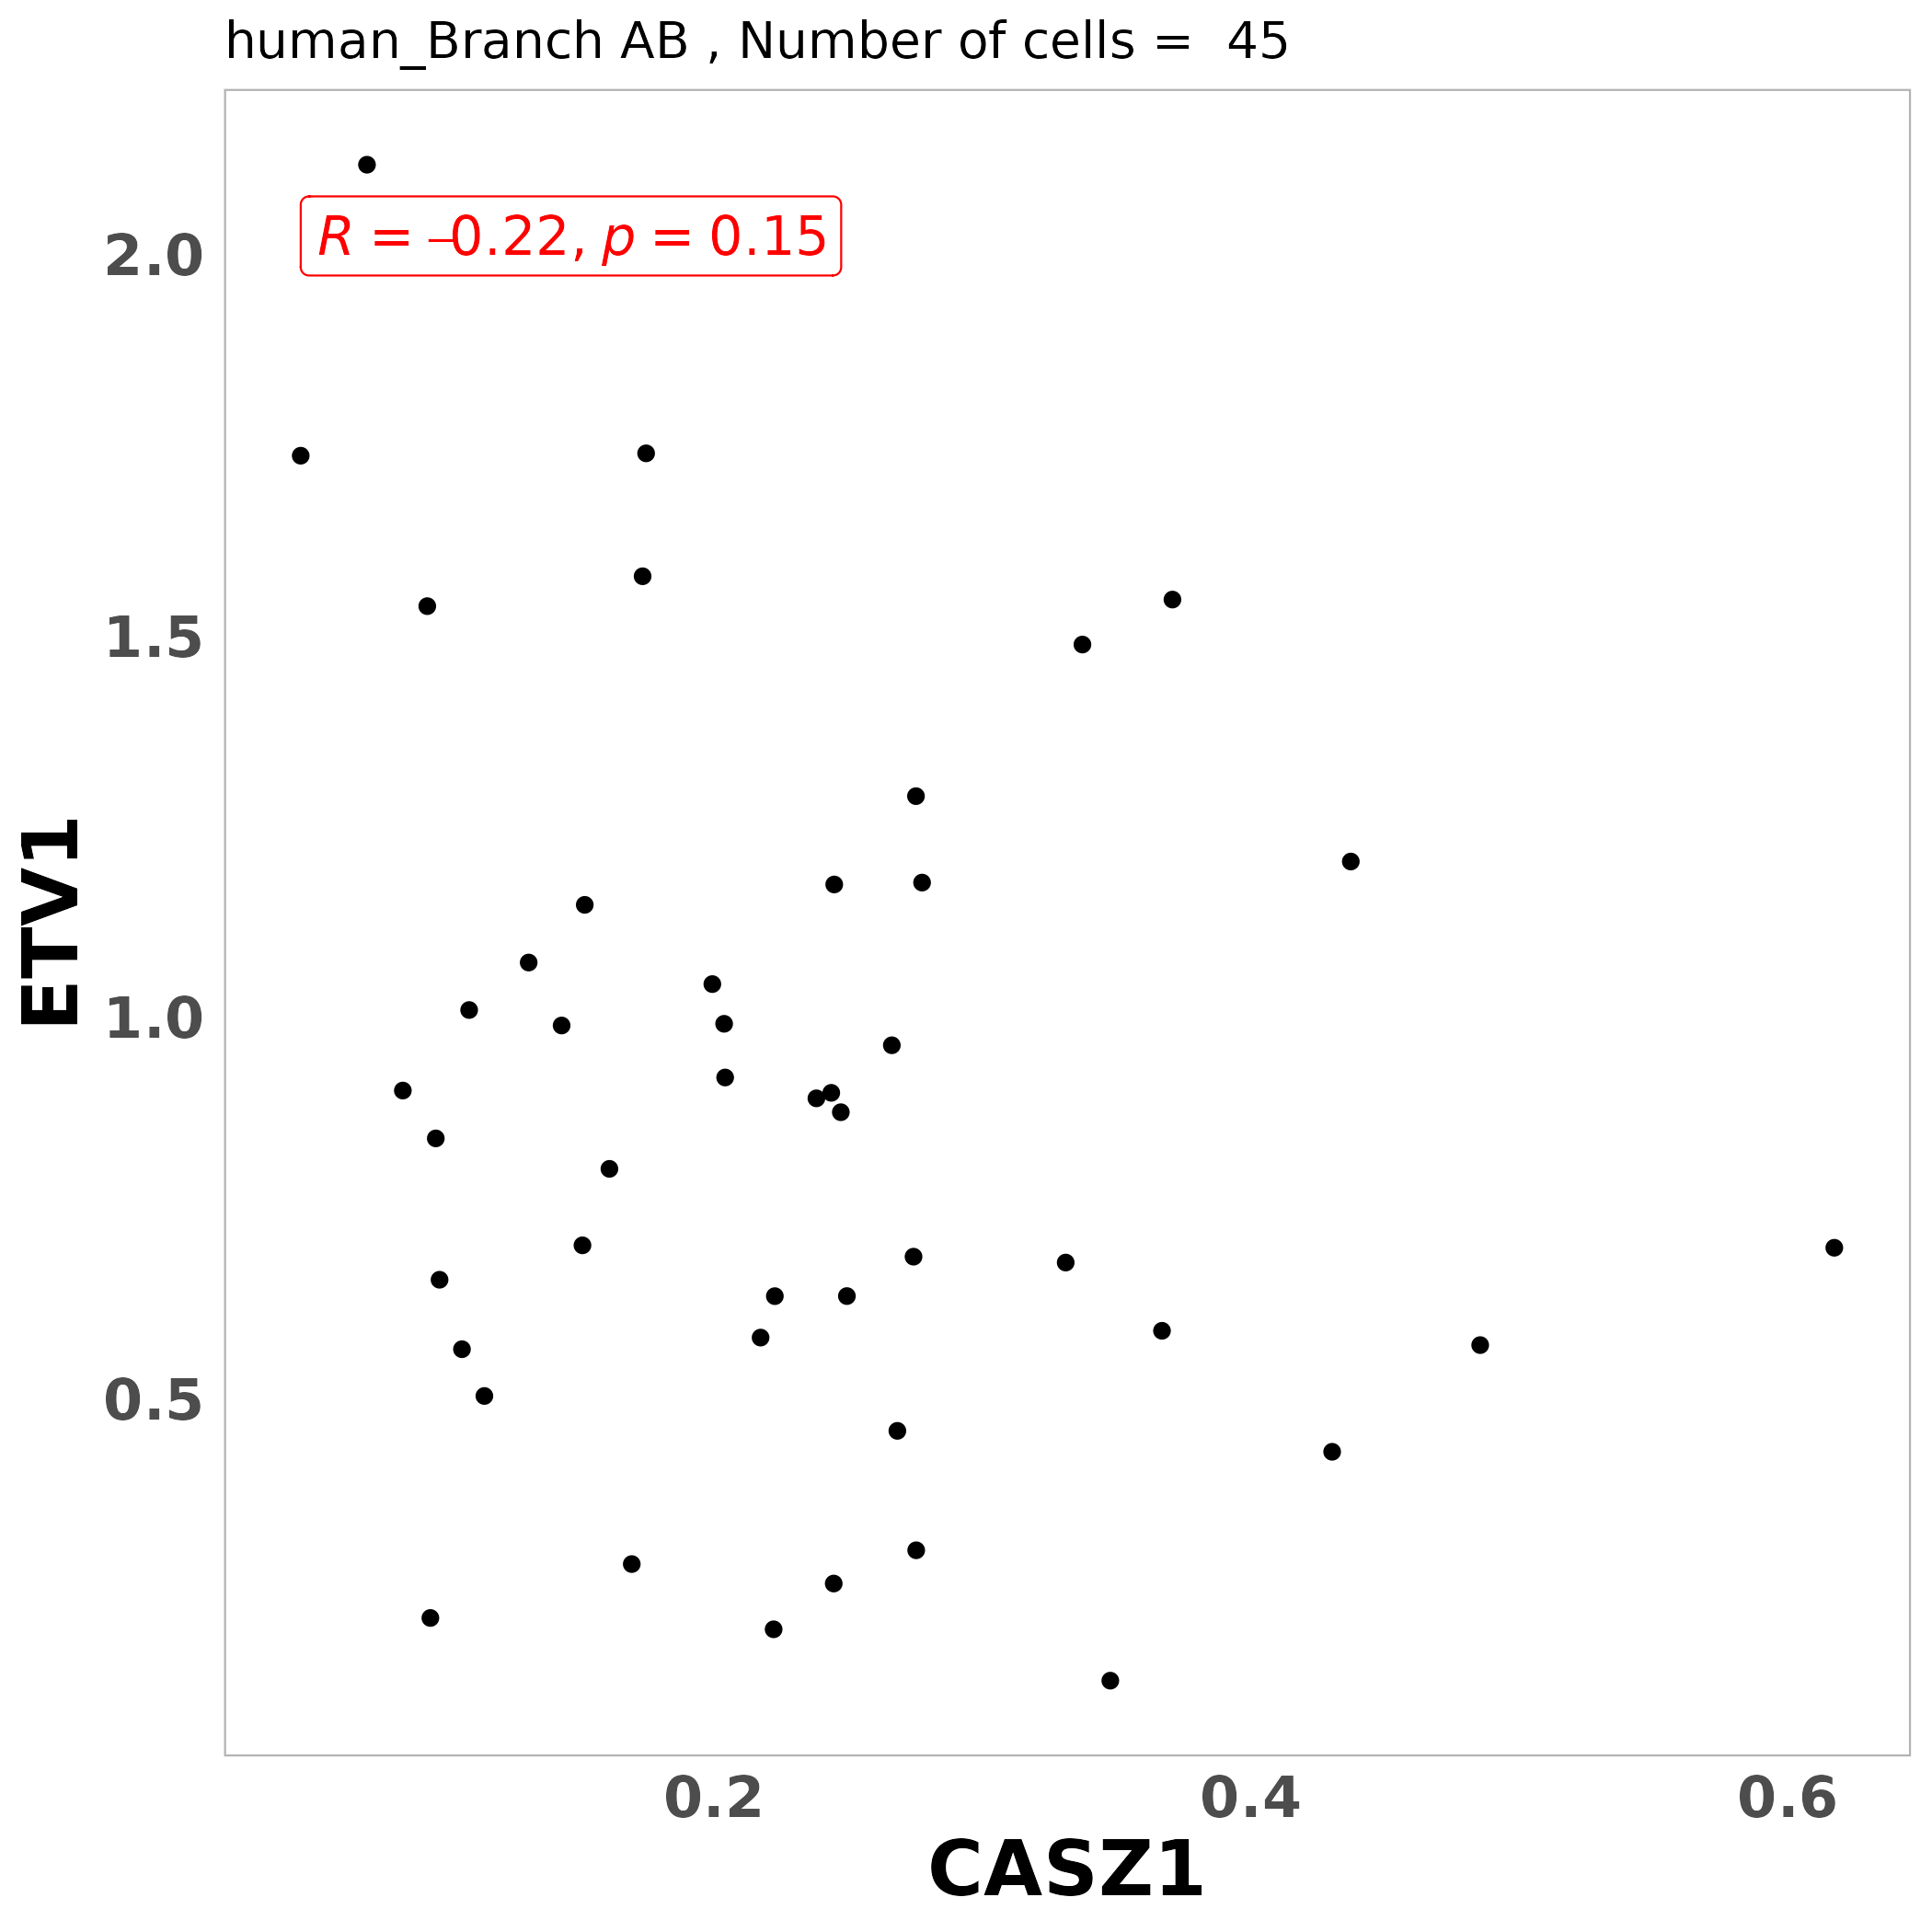 human_Branch AB , Number of cells =  45
R = –0.22, p = 0.15
2.0
1.5
1.0
0.5
ETV1
0.2 0.4 0.6
CASZ1